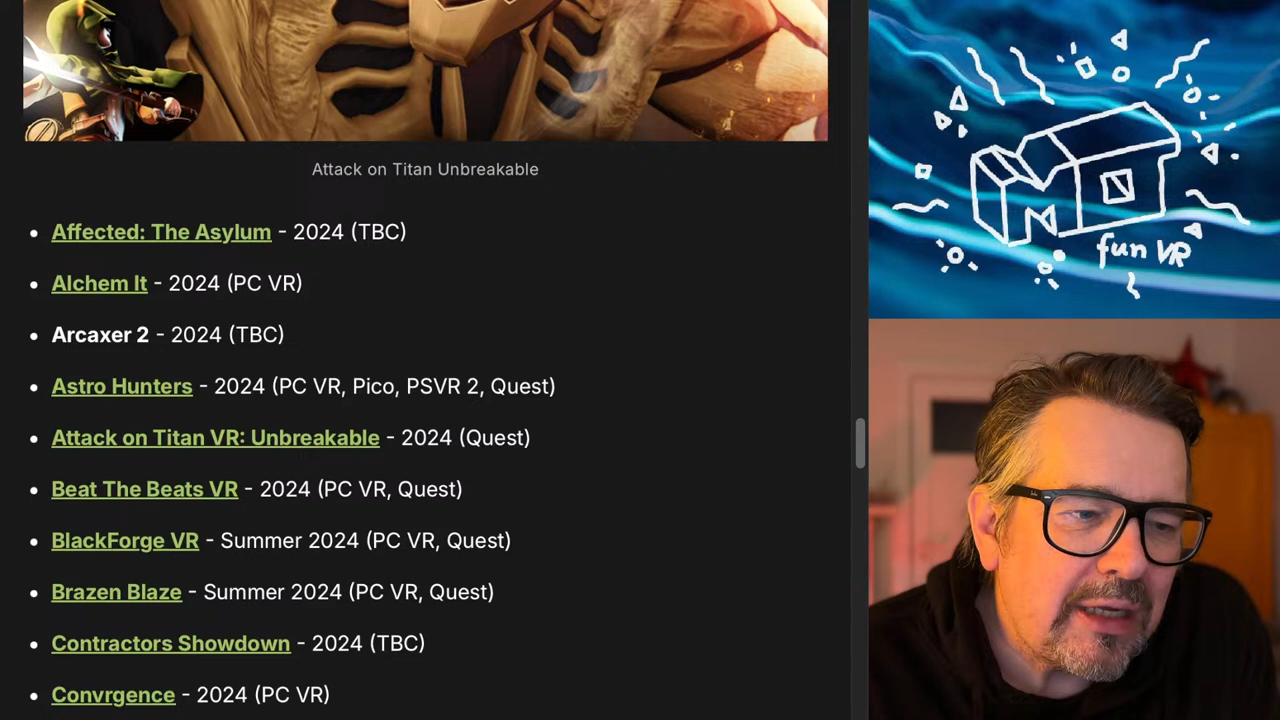 Attack on Titan Unbreakable
• Affected: The Asylum - 2024 (TBC)
• Alchem It - 2024 (PC VR)
• Arcaxer 2 - 2024 (TBC)
• Astro Hunters - 2024 (PC VR, Pico, PSVR 2, Quest)
• Attack on Titan VR: Unbreakable - 2024 (Quest)
• Beat The Beats VR - 2024 (PC VR, Quest)
• BlackForge VR - Summer 2024 (PC VR, Quest)
• Brazen Blaze - Summer 2024 (PC VR, Quest)
• Contractors Showdown - 2024 (TBC)
• Convrgence - 2024 (PC VR)
fun VR